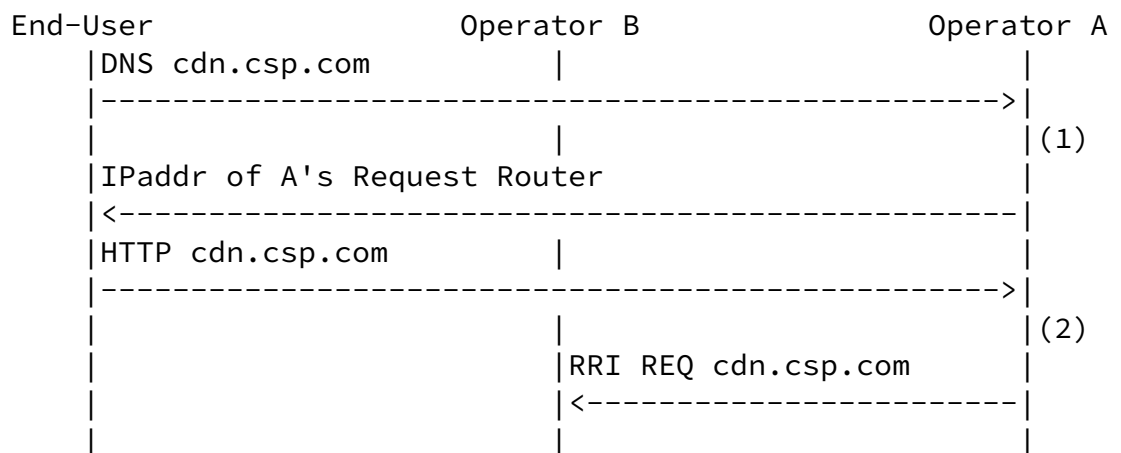 End-User Operator B Operator A
DNS cdn.csp.com
(1)
IPaddr of A's Request Router
HTTP cdn.csp.com
(2)
RRI REQ cdn.csp.com